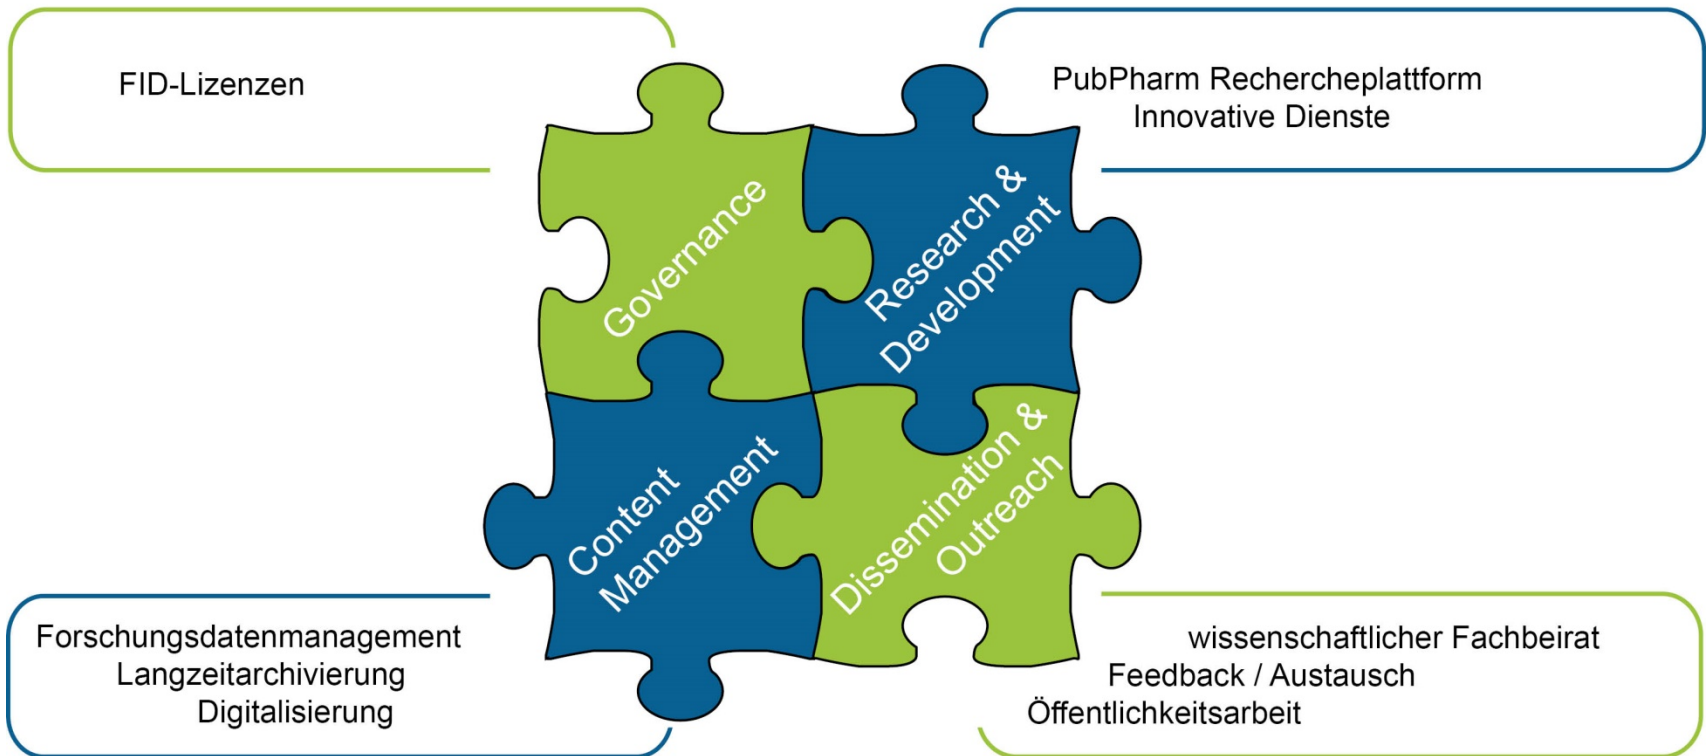 FID-Lizenzen
PubPharm Rechercheplattform
Innovative Dienste
Governance
Research &
Development
Content
Management
Dissemination &
Outreach
Forschungsdatenmanagement
Langzeitarchivierung
Digitalisierung
wissenschaftlicher Fachbeirat
Feedback / Austausch
Öffentlichkeitsarbeit